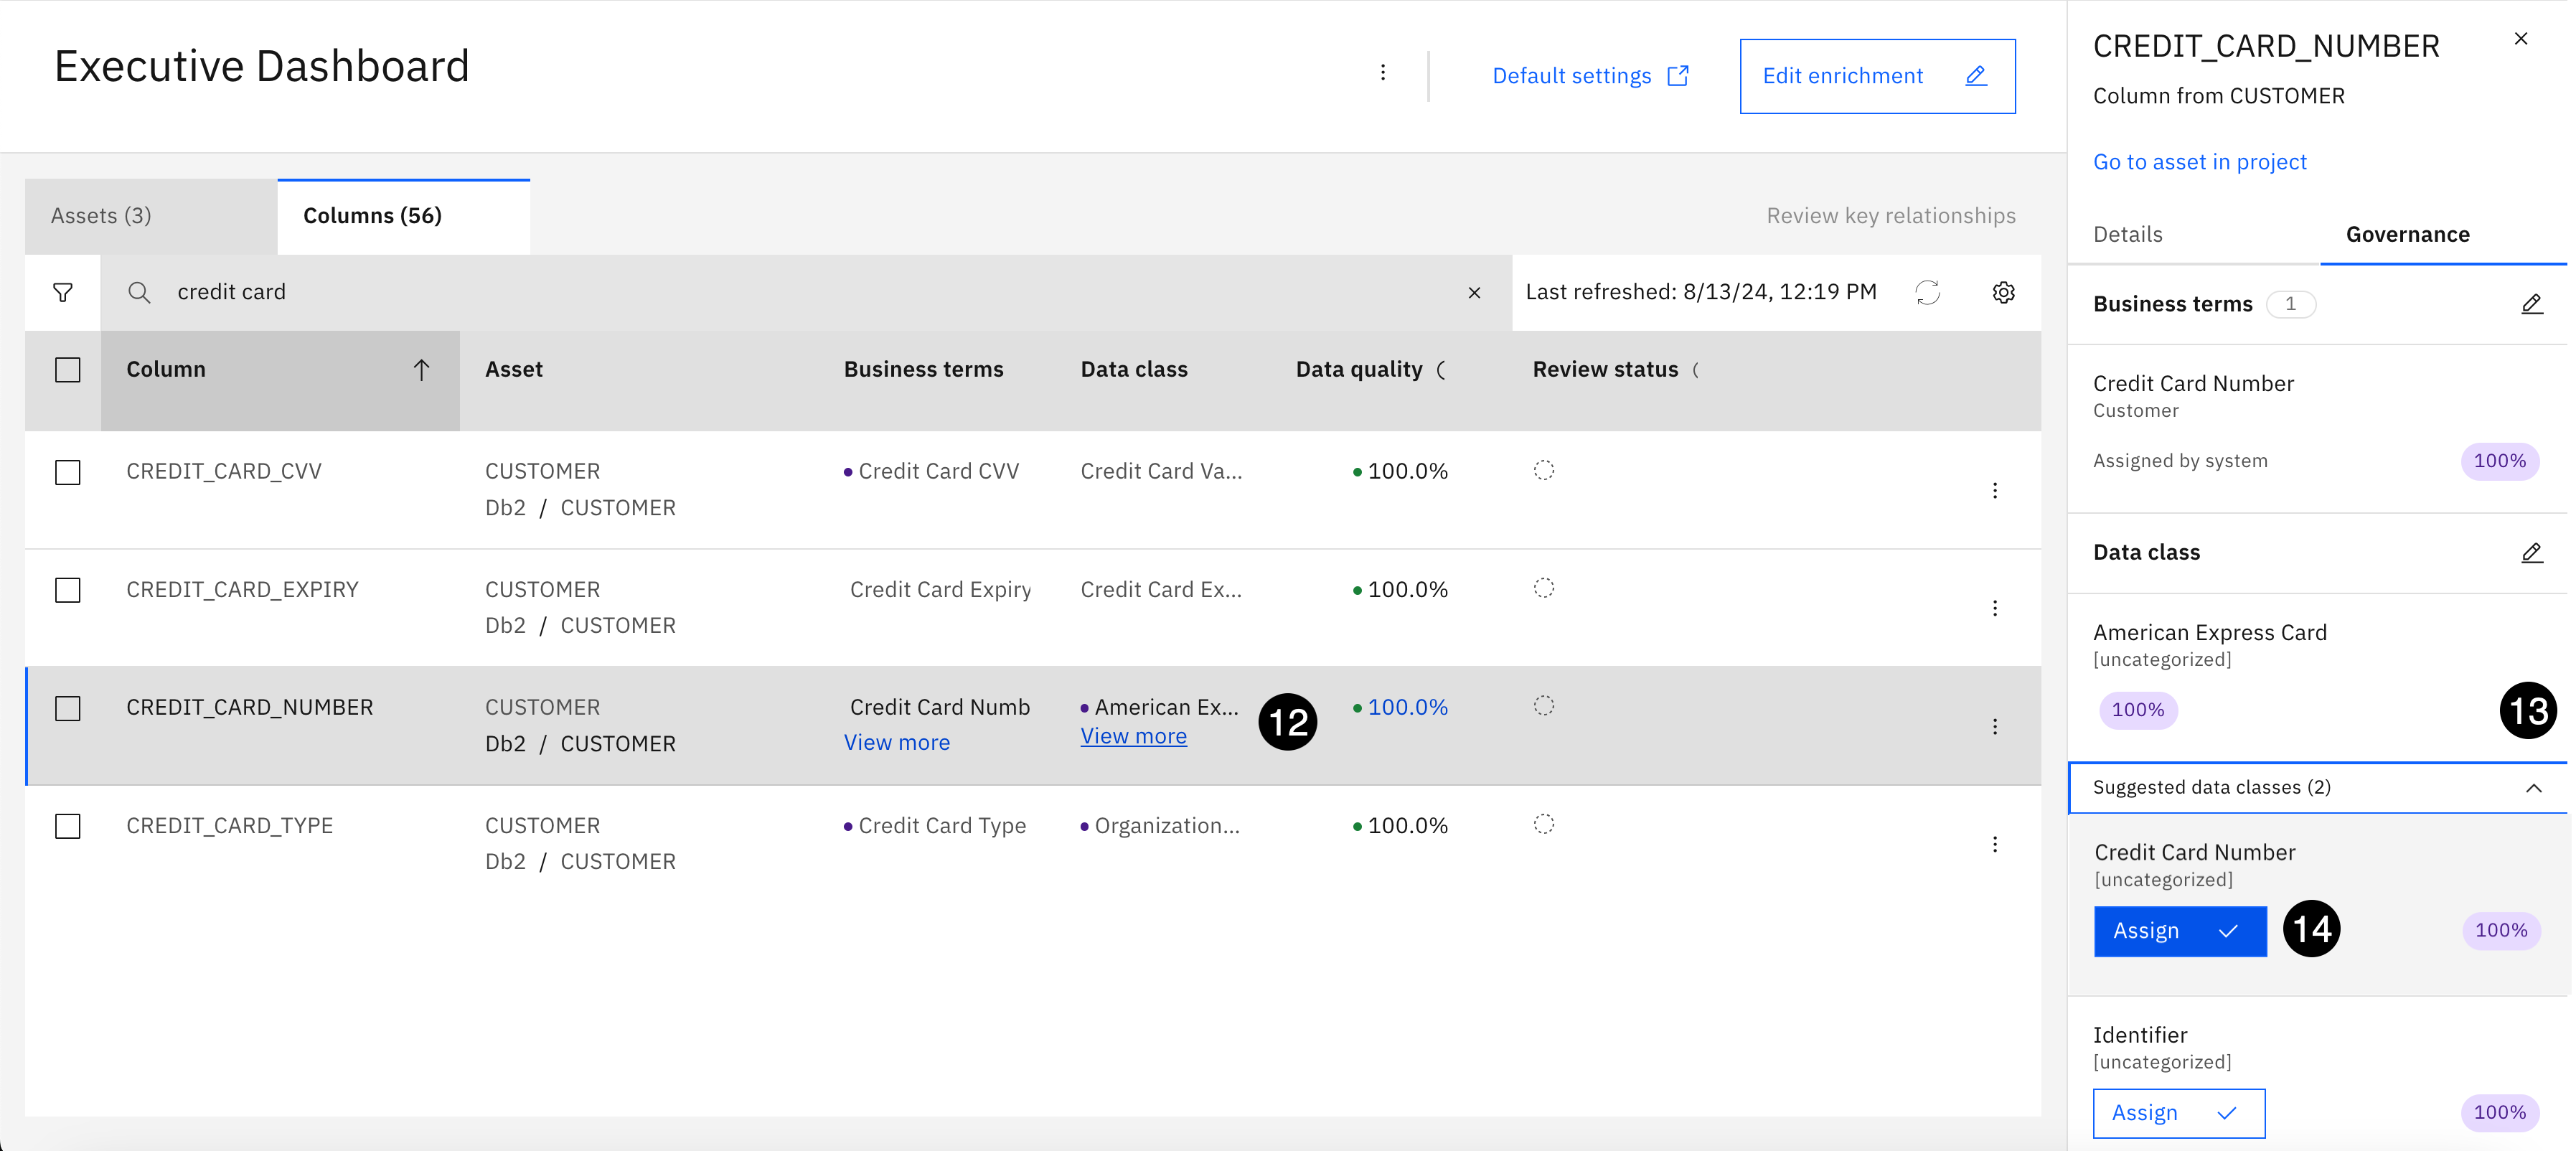 Executive Dashboard
Default settings
Edit enrichment
Assets (3)
Columns (56)
Review key relationships
credit card
Last refreshed: 8/13/24, 12:19 PM
Column
Asset
Business terms
Data class
Data quality
Review status
CREDIT_CARD_CVV
CUSTOMER
Db2 / CUSTOMER
Credit Card CVV
Credit Card Va...
100.0%
CREDIT_CARD_EXPIRY
CUSTOMER
Db2 / CUSTOMER
Credit Card Expiry
Credit Card Ex...
100.0%
CREDIT_CARD_NUMBER
CUSTOMER
Db2 / CUSTOMER
Credit Card Numb
View more
American Ex...
View more
12
100.0%
CREDIT_CARD_TYPE
CUSTOMER
Db2 / CUSTOMER
Credit Card Type
Organization...
100.0%
CREDIT_CARD_NUMBER
Column from CUSTOMER
Go to asset in project
Details
Governance
Business terms 1
Credit Card Number
Customer
Assigned by system 100%
Data class
American Express Card
[uncategorized]
100%
13
Suggested data classes (2)
Credit Card Number
[uncategorized]
Assign
14
100%
Identifier
[uncategorized]
Assign
100%